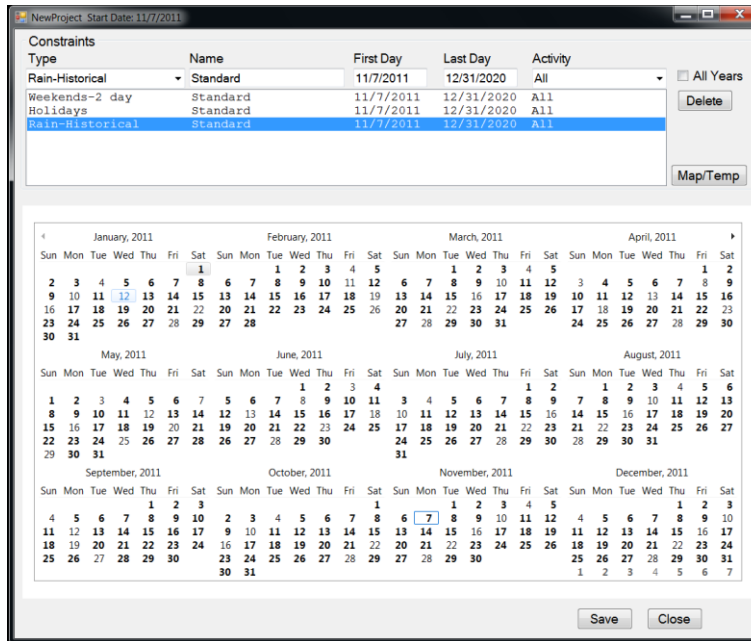 NewProject Start Date: 11/7/2011
Constraints
Type Name First Day Last Day Activity
Rain-Historical Standard 11/7/2011 12/31/2020 All All Years
Weekends-2 day Standard 11/7/2011 12/31/2020 All
Holidays Standard 11/7/2011 12/31/2020 All
Rain-Historical Standard 11/7/2011 12/31/2020 All
Delete
Map/Temp
January, 2011 February, 2011 March, 2011 April, 2011
Sun Mon Tue Wed Thu Fri Sat Sun Mon Tue Wed Thu Fri Sat Sun Mon Tue Wed Thu Fri Sat Sun Mon Tue Wed Thu Fri Sat
1 1 2 3 4 5 1 2 3 4 5 1 2
2 3 4 5 6 7 8 6 7 8 9 10 11 12 6 7 8 9 10 11 12 3 4 5 6 7 8 9
9 10 11 12 13 14 15 13 14 15 16 17 18 19 13 14 15 16 17 18 19 10 11 12 13 14 15 16
16 17 18 19 20 21 22 20 21 22 23 24 25 26 20 21 22 23 24 25 26 17 18 19 20 21 22 23
23 24 25 26 27 28 29 27 28 27 28 29 30 31 24 25 26 27 28 29 30
30 31
May, 2011 June, 2011 July, 2011 August, 2011
Sun Mon Tue Wed Thu Fri Sat Sun Mon Tue Wed Thu Fri Sat Sun Mon Tue Wed Thu Fri Sat Sun Mon Tue Wed Thu Fri Sat
1 2 3 4 1 2 1 2 3 4 5 6
1 2 3 4 5 6 7 5 6 7 8 9 10 11 3 4 5 6 7 8 9 7 8 9 10 11 12 13
8 9 10 11 12 13 14 12 13 14 15 16 17 18 10 11 12 13 14 15 16 14 15 16 17 18 19 20
15 16 17 18 19 20 21 19 20 21 22 23 24 25 17 18 19 20 21 22 23 21 22 23 24 25 26 27
22 23 24 25 26 27 28 26 27 28 29 30 24 25 26 27 28 29 30 28 29 30 31
29 30 31 31
September, 2011 October, 2011 November, 2011 December, 2011
Sun Mon Tue Wed Thu Fri Sat Sun Mon Tue Wed Thu Fri Sat Sun Mon Tue Wed Thu Fri Sat Sun Mon Tue Wed Thu Fri Sat
1 2 3 1 1 2 3 4 5 1 2 3
4 5 6 7 8 9 10 2 3 4 5 6 7 8 6 7 8 9 10 11 12 4 5 6 7 8 9 10
11 12 13 14 15 16 17 9 10 11 12 13 14 15 13 14 15 16 17 18 19 11 12 13 14 15 16 17
18 19 20 21 22 23 24 16 17 18 19 20 21 22 20 21 22 23 24 25 26 18 19 20 21 22 23 24
25 26 27 28 29 30 23 24 25 26 27 28 29 27 28 29 30 25 26 27 28 29 30 31
30 31 1 2 3 4 5 6 7
Save Close